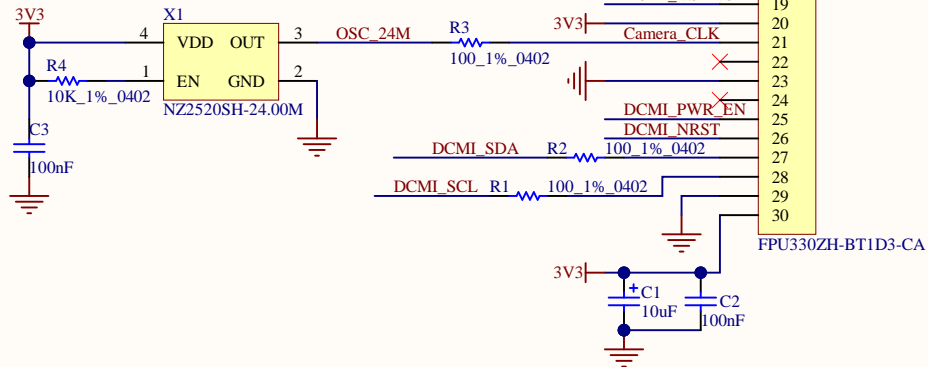 19
3V3
X1
3V3
20
4
VDD
OUT
3
OSC_24M
R3
Camera_CLK
21
100_1%_0402
22
R4
1
EN
GND
2
23
10K_1%_0402
NZ2520SH-24.00M
24
DCMI_PWR_EN
25
C3
DCMI_NRST
26
DCMI_SDA
R2
100_1%_0402
27
100nF
28
DCMI_SCL
R1
100_1%_0402
29
30
FPU330ZH-BT1D3-CA
3V3
+
C1
C2
10uF
100nF